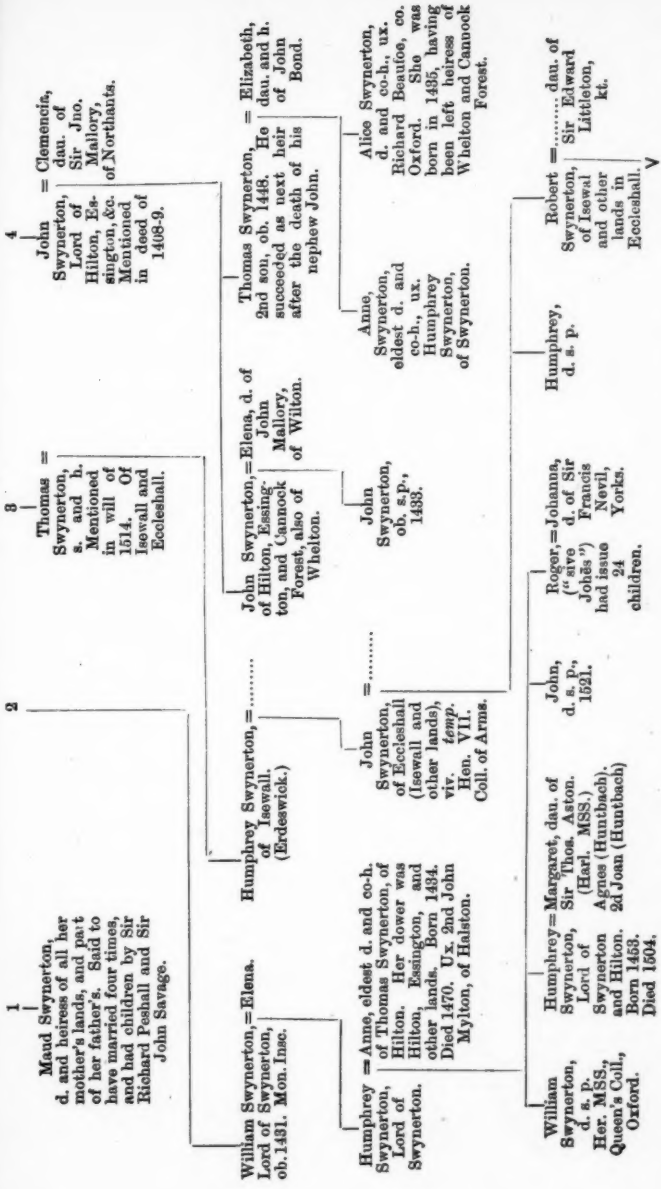 1
Maud Swynerton,
d. and heiress of all her
mother's lands, and part
of her father's. Said to
have married four times,
and had children by Sir
Richard Peshall and Sir
John Savage.
2
3
Thomas =
Swynerton,
s. and h.
Mentioned
in will of
1514. Of
Isewall and
Eccleshall.
4
John = Clemencia,
Swynerton, dau. of
Lord of Sir Jno.
Hilton, Es- Mallory,
sington, &c. of Northants.
Mentioned
in deed of
1408-9.
William Swynerton, = Elena.
Lord of Swynerton,
ob. 1431. Mon. Insc.
Humphrey Swynerton, = ..........
of Isewall.
(Erdeswick.)
John Swynerton, = Elena, d. of
of Hilton, Essing- John
ton, and Cannock Mallory,
Forest, also of of Wilton.
Whelton.
Thomas Swynerton, = Elizabeth,
2nd son, ob. 1448. He dau. and h.
succeeded as next heir of John
after the death of his Bond.
nephew John.
Humphrey = Anne, eldest d. and co-h.
Swynerton, of Thomas Swynerton, of
Lord of Hilton. Her dower was
Swynerton. Hilton, Essington, and
other lands. Born 1434.
Died 1470. Ux. 2nd John
Mylton, of Halston.
John = ..........
Swynerton,
of Eccleshall
(Isewall and
other lands),
viv. temp.
Hen. VII.
Coll. of Arms.
John
Swynerton,
ob. s.p.,
1433.
Anne,
Swynerton,
eldest d. and
co-h., ux.
Humphrey
Swynerton,
of Swynerton.
Alice Swynerton,
d. and co-h., ux.
Richard Beaufoe, co.
Oxford. She was
born in 1435, having
been left heiress of
Whelton and Cannock
Forest.
William
Swynerton,
d. s. p.
Her. MSS.,
Queen's Coll.,
Oxford.
Humphrey = Margaret, dau. of
Swynerton, Sir Thos. Aston.
Lord of (Harl. MSS.)
Swynerton Agnes (Huntbach).
and Hilton. 2d Joan (Huntbach)
Born 1453.
Died 1504.
John,
d. s. p.,
1521.
Roger, = Johanna,
("sive d. of Sir
Johēs") Francis
had issue Nevil,
24 Yorks.
children.
Humphrey,
d. s. p.
Robert = .......... dau. of
Swynerton, Sir Edward
of Isewal Littleton,
and other kt.
lands in
Eccleshall.